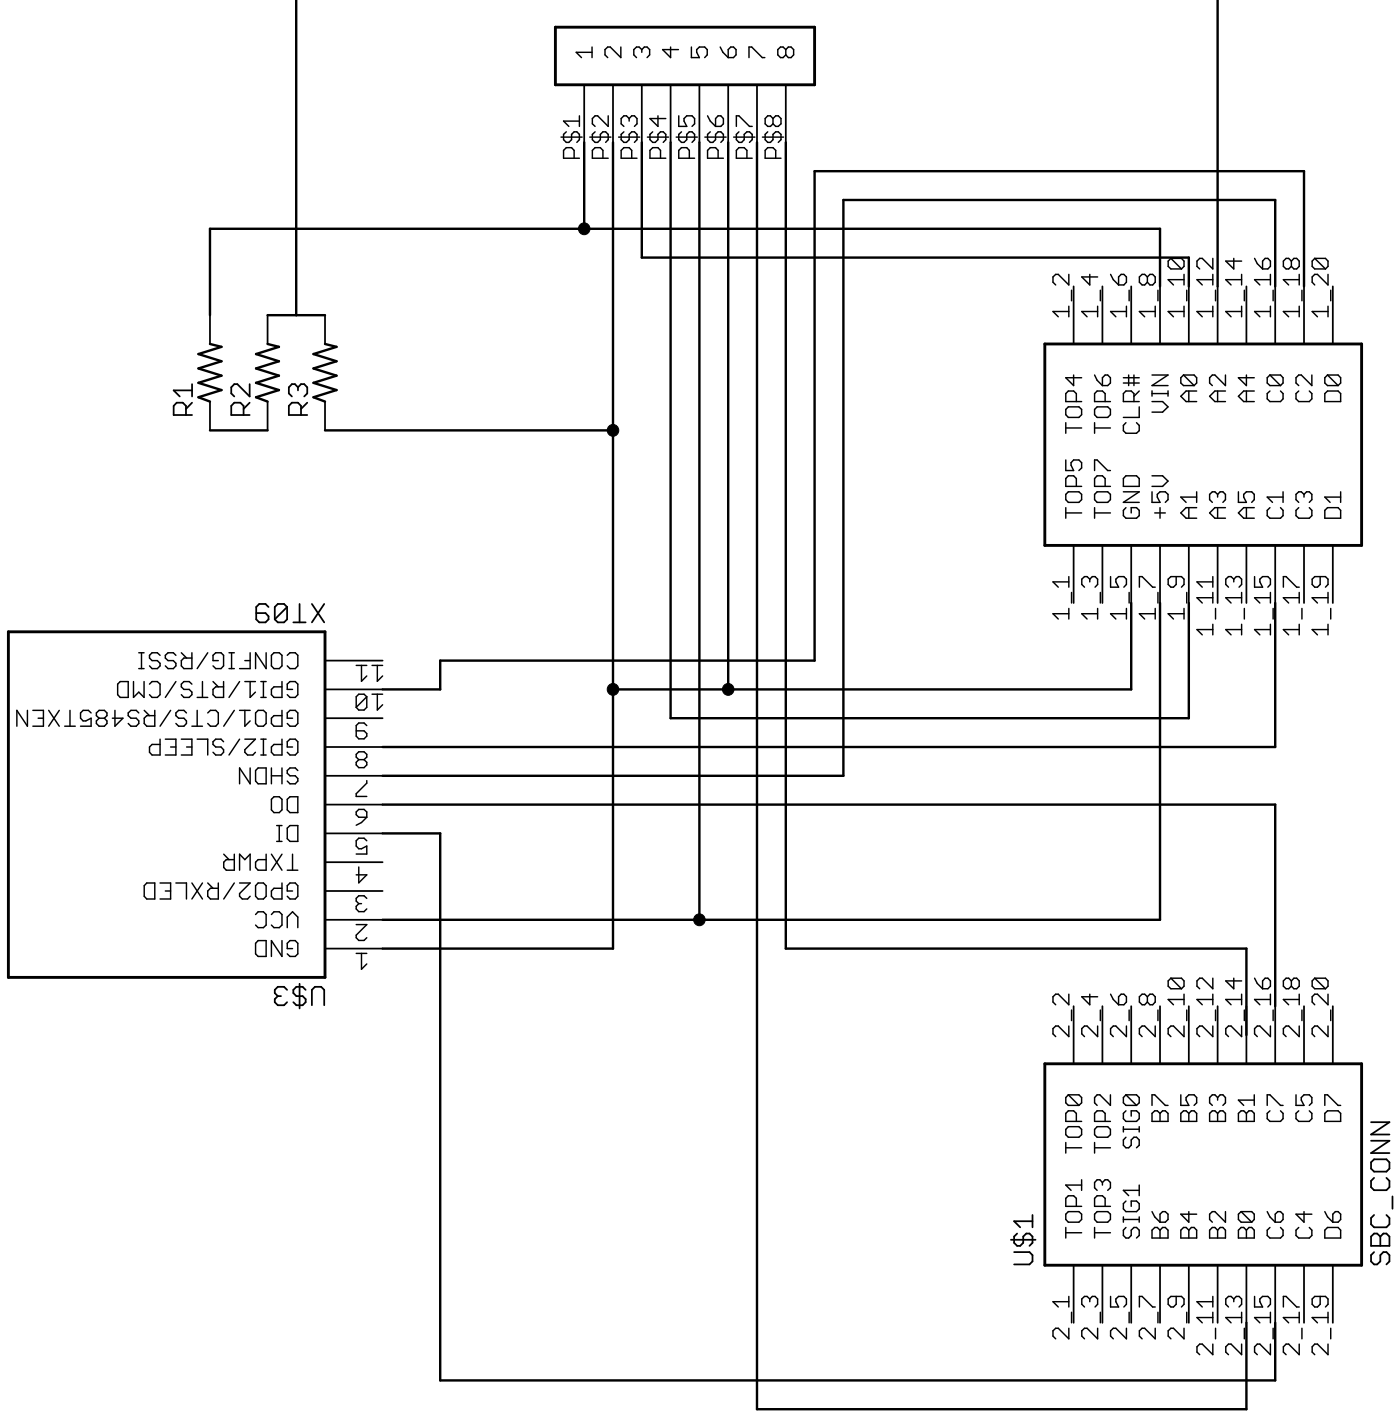 1 2 3 4 5 6 7 8
P$1 P$2 P$3 P$4 P$5 P$6 P$7 P$8
R1
R2
R3
1_2 1_4 1_6 1_8 1_10 1_12 1_14 1_16 1_18 1_20
TOP4 TOP6 CLR# VIN A0 A2 A4 C0 C2 D0
TOP5 TOP7 GND +5V A1 A3 A5 C1 C3 D1
1_1 1_3 1_5 1_7 1_9 1_11 1_13 1_15 1_17 1_19
XT09
CONFIG/RSSI 11
GPI1/RTS/CMD 10
GPO1/CTS/RS485TXEN 9
GPI2/SLEEP 8
SHDN 7
DO 6
DI 5
TXPWR 4
GPO2/RXLED 3
VCC 2
GND 1
U$3
2_2 2_4 2_6 2_8 2_10 2_12 2_14 2_16 2_18 2_20
TOP0 TOP2 SIG0 B7 B5 B3 B1 C7 C5 D7
TOP1 TOP3 SIG1 B6 B4 B2 B0 C6 C4 D6
2_1 2_3 2_5 2_7 2_9 2_11 2_13 2_15 2_17 2_19
U$1
SBC_CONN